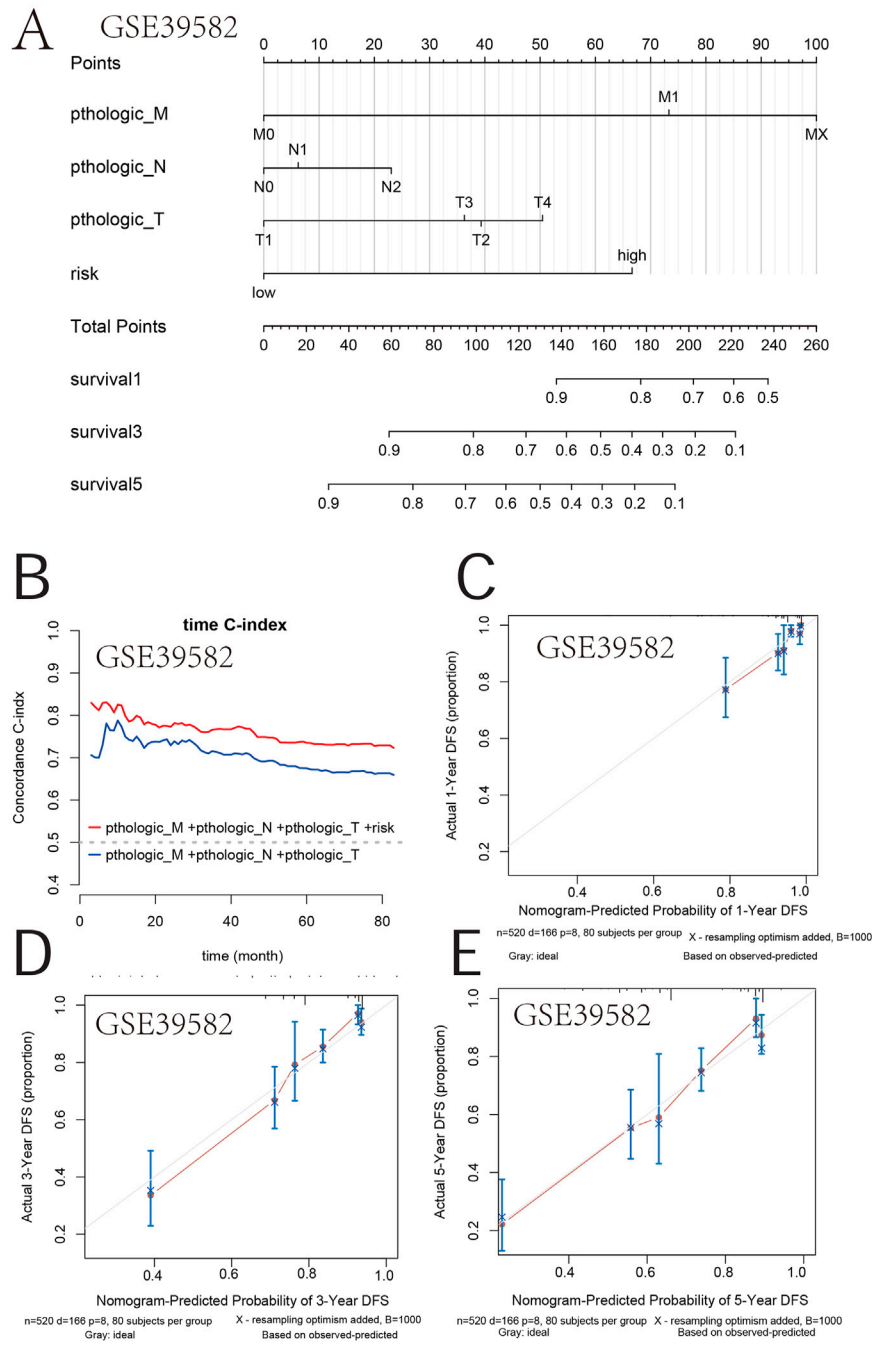 A GSE39582
0 10 20 30 40 50 60 70 80 90 100
Points
pthologic_M
M1
M0 MX
pthologic_N
N1
N0 N2
pthologic_T
T3 T4
T1 T2
risk
high
low
Total Points
0 20 40 60 80 100 120 140 160 180 200 220 240 260
survival1
0.9 0.8 0.7 0.6 0.5
survival3
0.9 0.8 0.7 0.6 0.5 0.4 0.3 0.2 0.1
survival5
0.9 0.8 0.7 0.6 0.5 0.4 0.3 0.2 0.1
B
time C-index
GSE39582
Concordance C-indx
1.0
0.9
0.8
0.7
0.6
0.5
0.4
pthologic_M +pthologic_N +pthologic_T +risk
pthologic_M +pthologic_N +pthologic_T
0 20 40 60 80
time (month)
C
GSE39582
Actual 1-Year DFS (proportion)
1.0
0.8
0.6
0.4
0.2
0.4 0.6 0.8 1.0
Nomogram-Predicted Probability of 1-Year DFS
n=520 d=166 p=8, 80 subjects per group X - resampling optimism added, B=1000
Gray: ideal Based on observed-predicted
D
GSE39582
Actual 3-Year DFS (proportion)
1.0
0.8
0.6
0.4
0.2
0.4 0.6 0.8 1.0
Nomogram-Predicted Probability of 3-Year DFS
n=520 d=166 p=8, 80 subjects per group X - resampling optimism added, B=1000
Gray: ideal Based on observed-predicted
E
GSE39582
Actual 5-Year DFS (proportion)
1.0
0.8
0.6
0.4
0.2
0.4 0.6 0.8 1.0
Nomogram-Predicted Probability of 5-Year DFS
n=520 d=166 p=8, 80 subjects per group X - resampling optimism added, B=1000
Gray: ideal Based on observed-predicted